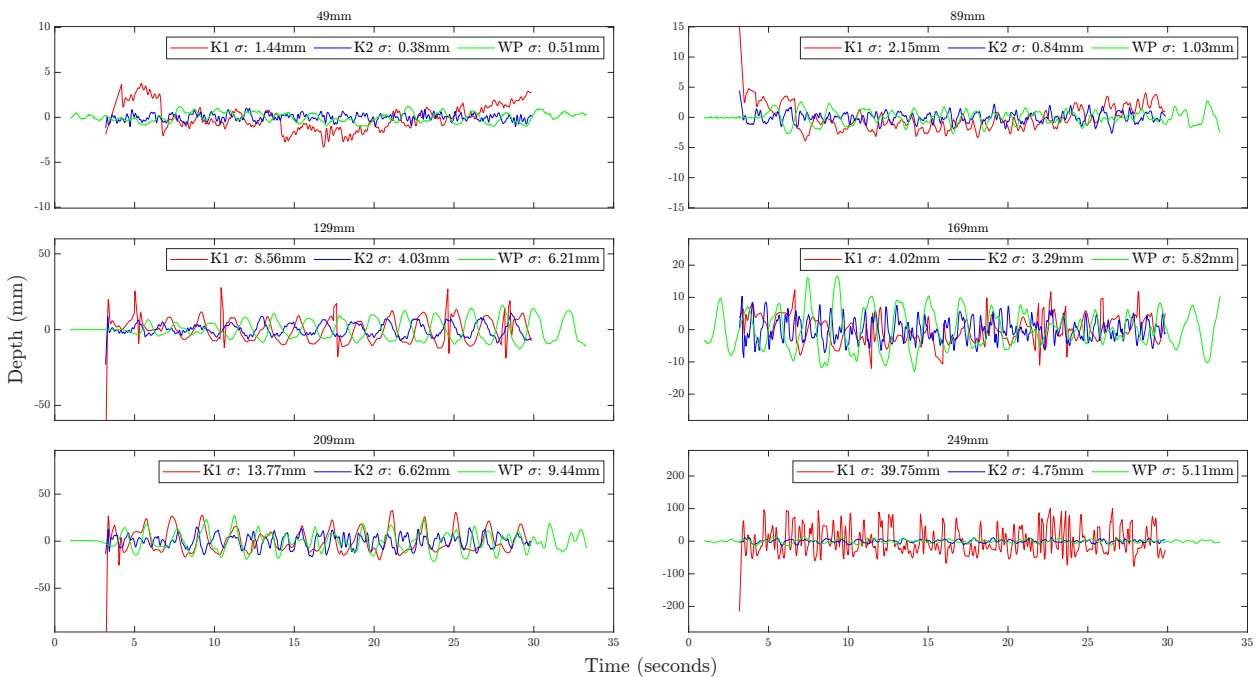 49mm
K1 σ: 1.44mm K2 σ: 0.38mm WP σ: 0.51mm
10
5
0
-5
-10
89mm
K1 σ: 2.15mm K2 σ: 0.84mm WP σ: 1.03mm
15
10
5
0
-5
-10
-15
129mm
K1 σ: 8.56mm K2 σ: 4.03mm WP σ: 6.21mm
50
0
-50
169mm
K1 σ: 4.02mm K2 σ: 3.29mm WP σ: 5.82mm
20
10
0
-10
-20
209mm
K1 σ: 13.77mm K2 σ: 6.62mm WP σ: 9.44mm
50
0
-50
0 5 10 15 20 25 30 35
249mm
K1 σ: 39.75mm K2 σ: 4.75mm WP σ: 5.11mm
200
100
0
-100
-200
0 5 10 15 20 25 30 35
Depth (mm)
Time (seconds)